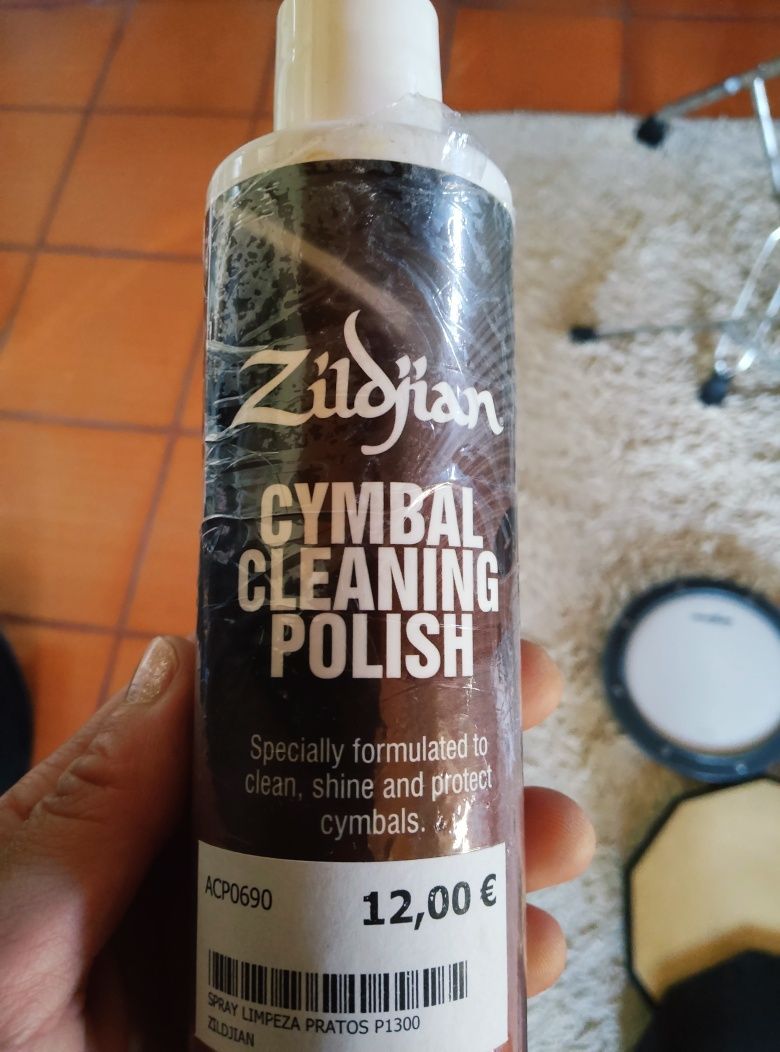 Zildjian
CYMBAL
CLEANING
POLISH
Specially formulated to
clean, shine and protect
cymbals.
ACP0690
12,00 €
SPRAY LIMPEZA PRATOS P1300
ZILDJIAN